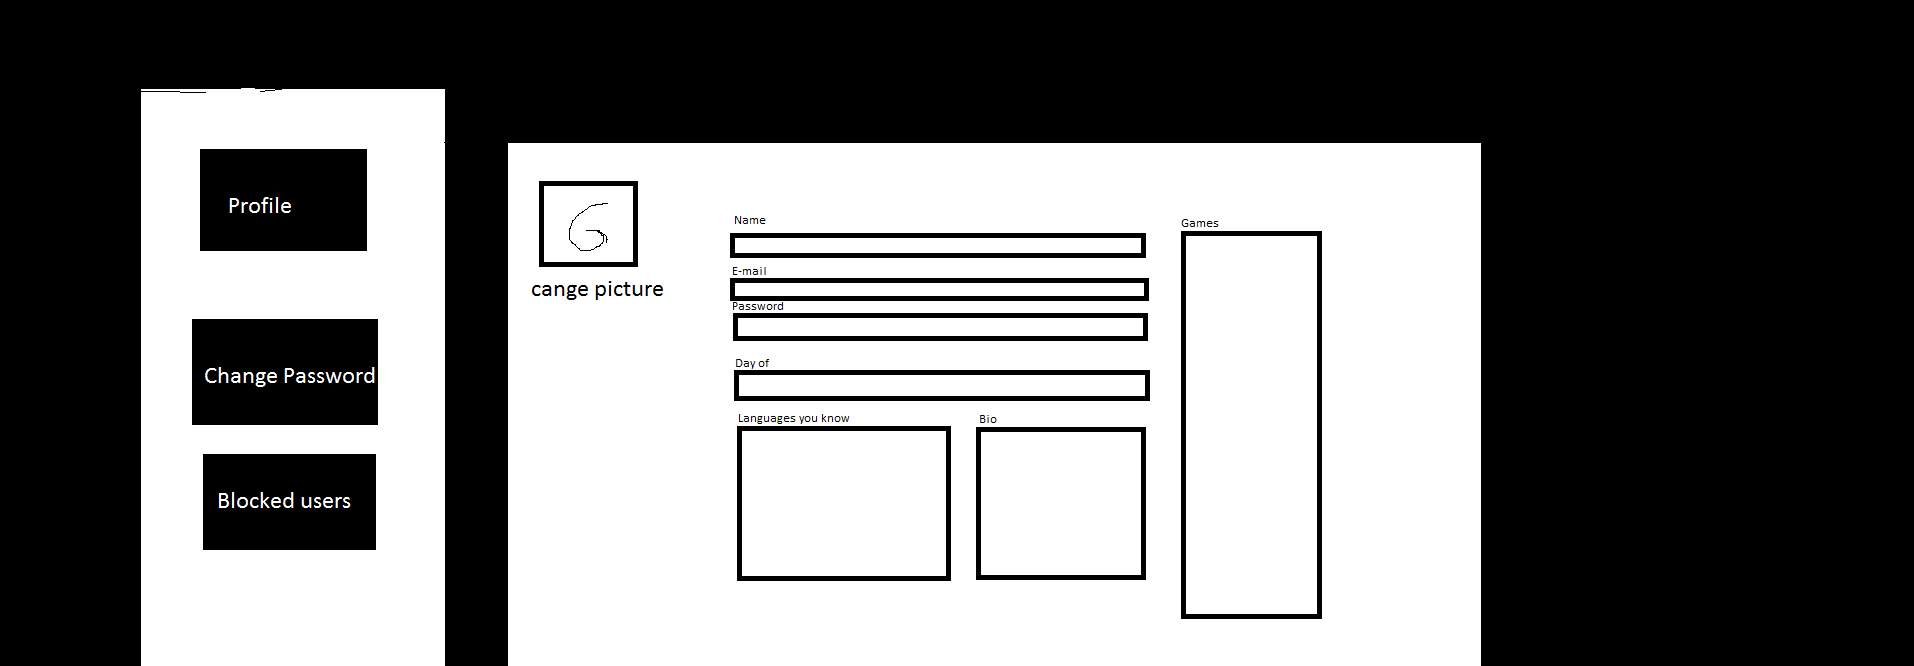 Profile
Change Password
Blocked users
G
cange picture
Name
E-mail
Password
Day of
Languages you know
Bio
Games